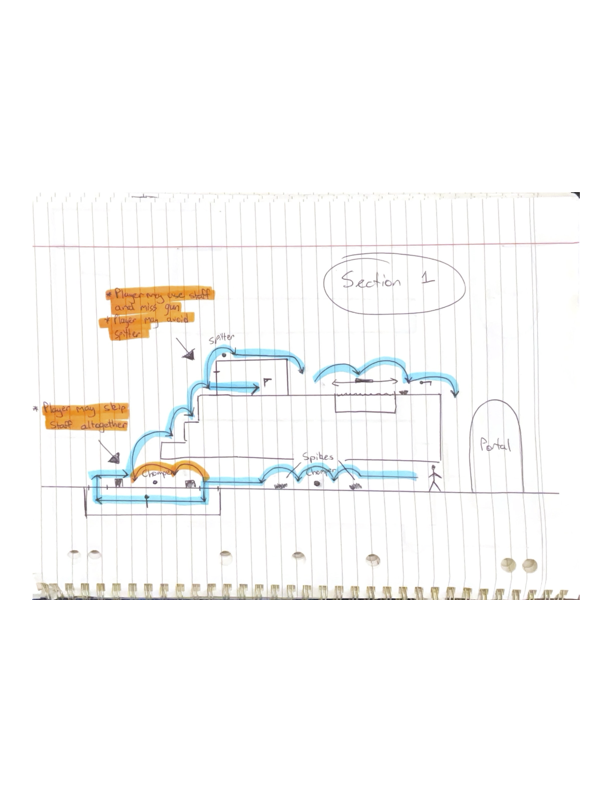 Section 1
* Player may use staff
and miss gun
* Player may avoid
spitter
Spitter
* Player may skip
Staff altogether
Chomper
Spikes
Chomper
Portal